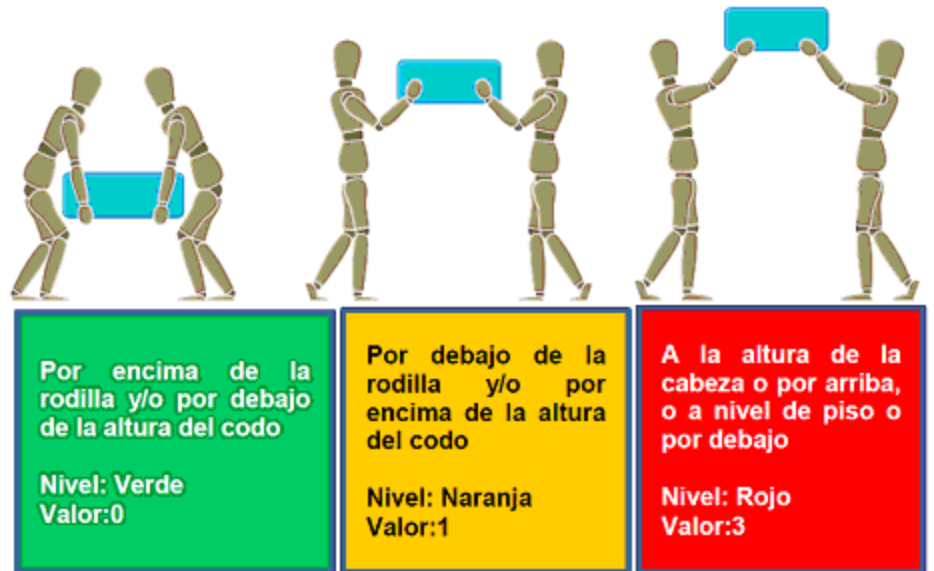 Por encima de la
rodilla y/o por debajo
de la altura del codo
Nivel: Verde
Valor:0
Por debajo de la
rodilla y/o por
encima de la altura
del codo
Nivel: Naranja
Valor:1
A la altura de la
cabeza o por arriba,
o a nivel de piso o
por debajo
Nivel: Rojo
Valor:3